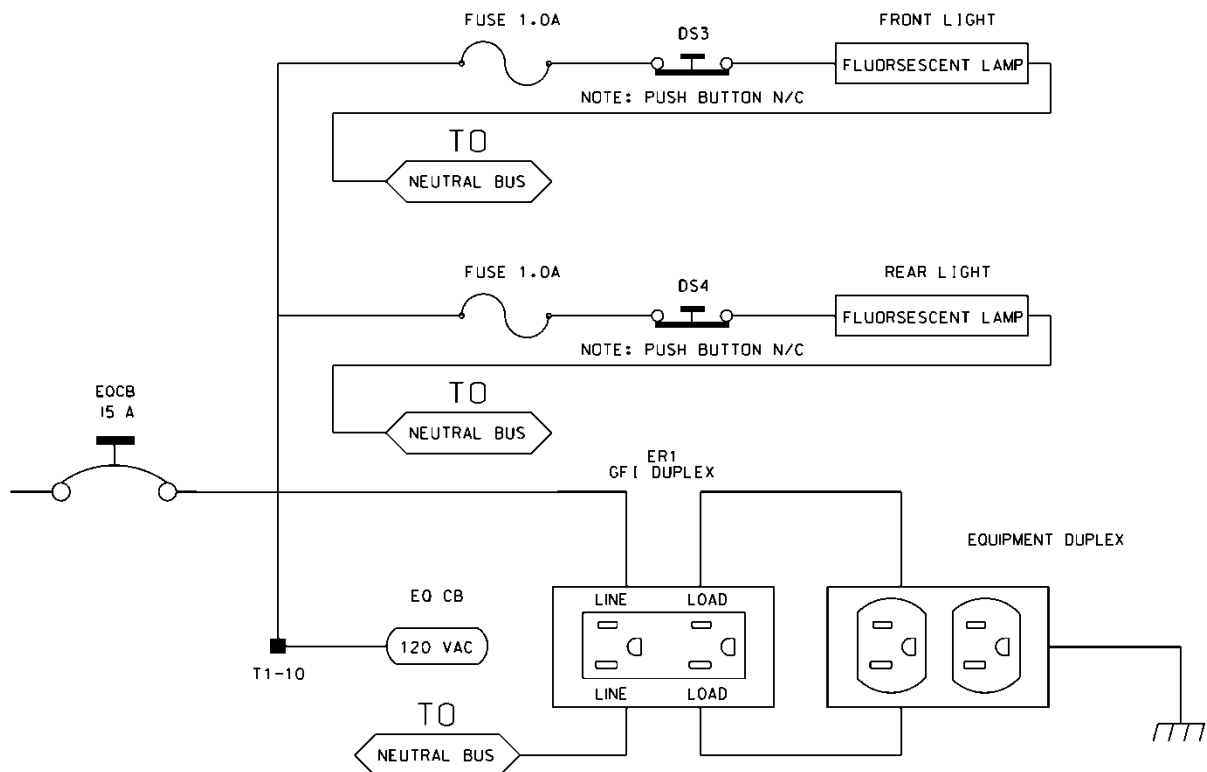 FUSE 1.0A
DS3
FRONT LIGHT
FLUORSESCENT LAMP
NOTE: PUSH BUTTON N/C
TO
NEUTRAL BUS
FUSE 1.0A
DS4
REAR LIGHT
FLUORSESCENT LAMP
NOTE: PUSH BUTTON N/C
TO
NEUTRAL BUS
EQCB
15 A
ER1
GFI DUPLEX
EQUIPMENT DUPLEX
EQ CB
120 VAC
T1-10
LINE
LOAD
LINE
LOAD
TO
NEUTRAL BUS